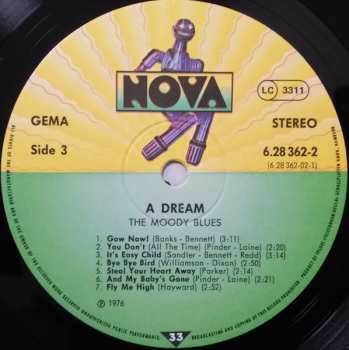 NOVA
LC 3311
GEMA
STEREO
Side 3
6.28 362-2
(6.28 362-02-1)
A DREAM
THE MOODY BLUES
1. Gow Now! (Banks - Bennett) (3:11)
2. You Don't (All The Time) (Pinder - Laine) (2:20)
3. It's Easy Child (Sandler - Bennett - Redd) (3:13)
4. Bye Bye Bird (Williamson - Dixon) (2:50)
5. Steal Your Heart Away (Parker) (2:14)
6. And My Baby's Gone (Pinder - Laine) (2:21)
7. Fly Me High (Hayward) (2:52)
℗ 1976
33